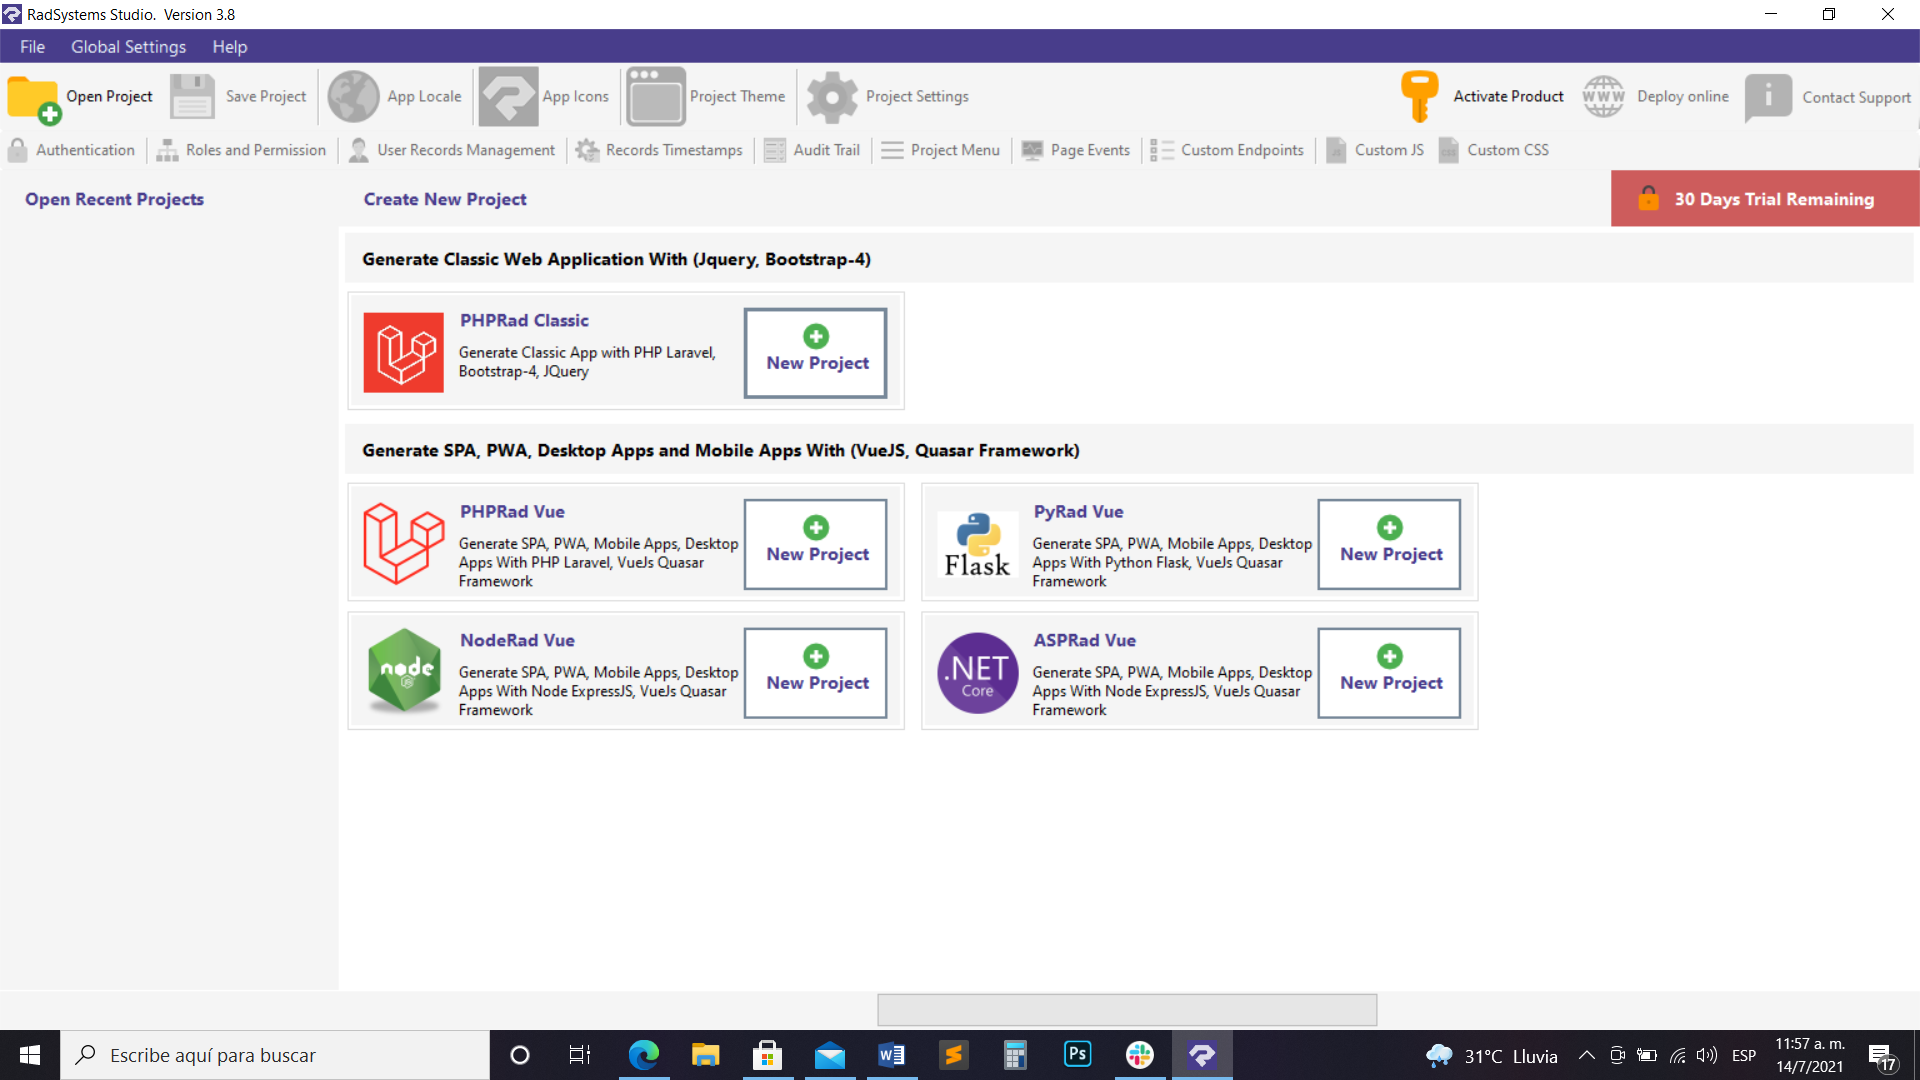 RadSystems Studio.  Version 3.8
File Global Settings Help
Open Project Save Project App Locale App Icons Project Theme Project Settings Activate Product WWW Deploy online i Contact Support
Authentication Roles and Permission User Records Management Records Timestamps Audit Trail Project Menu Page Events Custom Endpoints Custom JS Custom CSS
Open Recent Projects
Create New Project
30 Days Trial Remaining
Generate Classic Web Application With (Jquery, Bootstrap-4)
PHPRad Classic
Generate Classic App with PHP Laravel,
Bootstrap-4, JQuery
New Project
Generate SPA, PWA, Desktop Apps and Mobile Apps With (VueJS, Quasar Framework)
PHPRad Vue
Generate SPA, PWA, Mobile Apps, Desktop
Apps With PHP Laravel, VueJs Quasar
Framework
New Project
Flask
PyRad Vue
Generate SPA, PWA, Mobile Apps, Desktop
Apps With Python Flask, VueJs Quasar
Framework
New Project
node
NodeRad Vue
Generate SPA, PWA, Mobile Apps, Desktop
Apps With Node ExpressJS, VueJs Quasar
Framework
New Project
.NET
Core
ASPRad Vue
Generate SPA, PWA, Mobile Apps, Desktop
Apps With Node ExpressJS, VueJs Quasar
Framework
New Project
Escribe aquí para buscar
Ps
31°C Lluvia
ESP
11:57 a. m.
14/7/2021
17